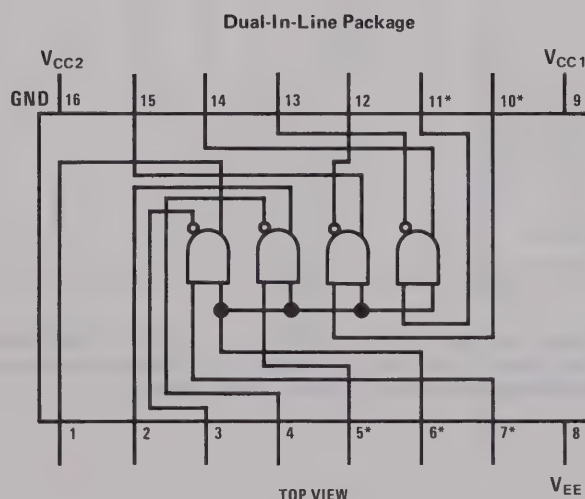 Dual-In-Line Package
VCC2 VCC1
GND 16 15 14 13 12 11* 10* 9
1 2 3 4 5* 6* 7* 8
VEE
TOP VIEW